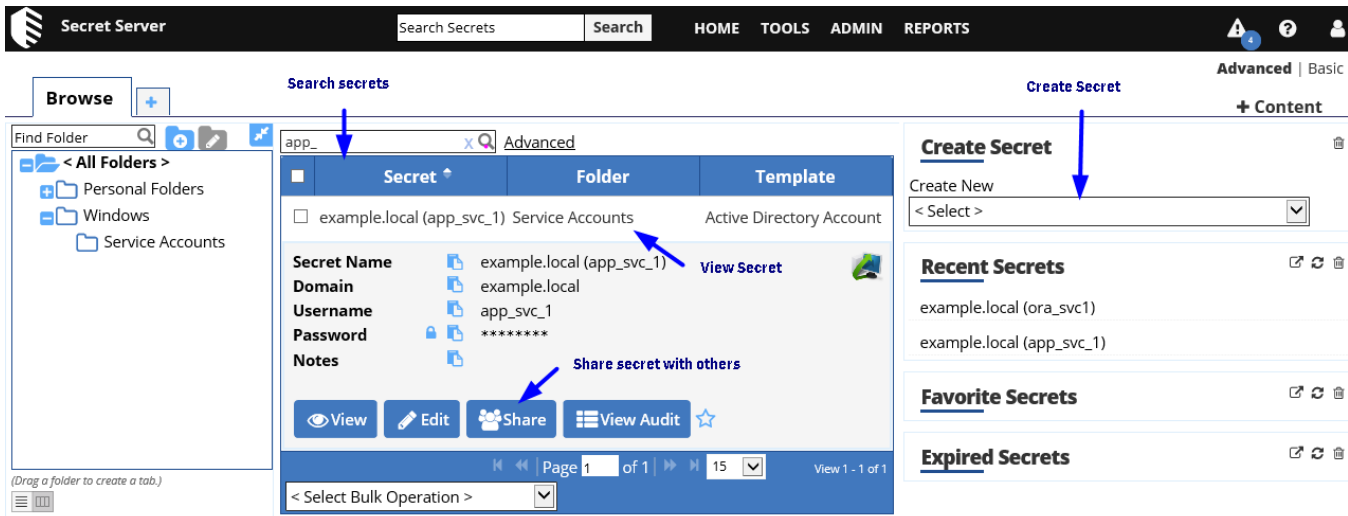 Secret Server
Search Secrets Search HOME TOOLS ADMIN REPORTS 4
Advanced | Basic
Browse +
Search secrets
Create Secret
+ Content
Find Folder
< All Folders >
Personal Folders
Windows
Service Accounts
(Drag a folder to create a tab.)
app_ x Advanced
Secret Folder Template
example.local (app_svc_1) Service Accounts Active Directory Account
Secret Name example.local (app_svc_1)
View Secret
Domain example.local
Username app_svc_1
Password ********
Notes
Share secret with others
View Edit Share View Audit
Page 1 of 1 15 View 1 - 1 of 1
< Select Bulk Operation >
Create Secret
Create New
< Select >
Recent Secrets
example.local (ora_svc1)
example.local (app_svc_1)
Favorite Secrets
Expired Secrets